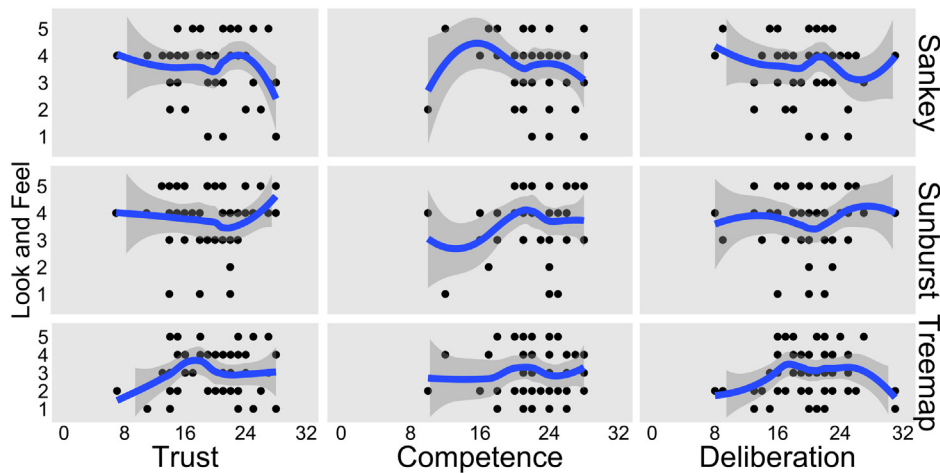 Look and Feel
5
4
3
2
1
Sankey
5
4
3
2
1
Sunburst
5
4
3
2
1
Treemap
0 8 16 24 32 0 8 16 24 32 0 8 16 24 32
Trust Competence Deliberation